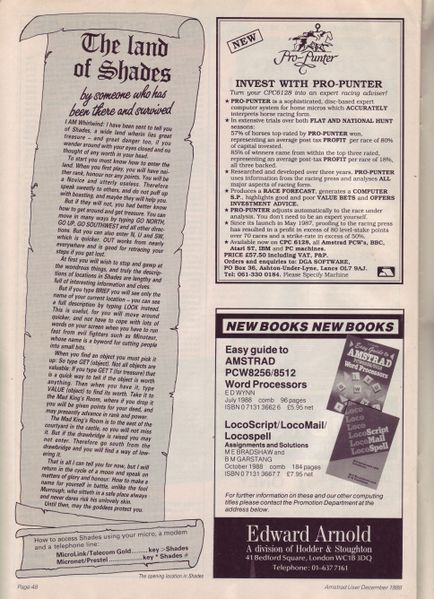 The land
of Shades
by someone who has
been there and survived
I AM Whirlwind: I have been sent to tell you
of Shades, a wide land where lies great
treasure – and great danger too, if you
wander around with your eyes closed and no
thought of any worth in your head.
To start you must know how to enter the
land. When you first play, you will have nei-
ther rank, honour nor any points. You will be
a Novice and utterly useless. Therefore
speak sweetly to others, and do not puff up
with boasting, and maybe they will help you.
But if they will not, you had better know
how to get around and get treasure. You can
move in many ways by typing GO NORTH,
GO UP, GO SOUTHWEST and all other direc-
tions. But you can also enter N, U and SW,
which is quicker. OUT works from nearly
everywhere and is good for retracing your
steps if you get lost.
At first you will wish to stop and gasp at
the wondrous things, and truly the descrip-
tions of locations in Shades are lengthy and
full of interesting information and clues.
But if you type BRIEF you will see only the
name of your current location – you can see
a full description by typing LOOK instead.
This is useful, for you will move around
quicker, and not have to cope with lots of
words on your screen when you have to run
fast from evil fighters such as Minotaur,
whose name is a byword for cutting people
into small bits.
When you find an object you must pick it
up: So type GET (object). Not all objects are
valuable: If you type GET T (for treasure) that
is a quick way to tell if the object is worth
anything. Then when you have it, type
VALUE (object) to find its worth. Take it to
the Mad King's Room, where if you drop it
you will be given points for your deed, and
may presently advance in rank and power.
The Mad King's Room is to the east of the
courtyard in the castle, so you will not miss
it. But if the drawbridge is raised you may
not enter. Therefore go south from the
drawbridge and you will find a way of low-
ering it.
That is all I can tell you for now, but I will
return in the cycle of a moon and speak on
matters of glory and honour: How to make a
name for yourself in battle, unlike the fool
Murrough, who sitteth in a safe place always
and never dares risk his unlovely skin.
Until then, may the goddess protect you.
How to access Shades using your micro, a modem
and a telephone line:
MicroLink/Telecom Gold........key :-Shades
Micronet/Prestel..................key * Shades #
The opening location in Shades
Page 48
NEW
Pro-Punter
INVEST WITH PRO-PUNTER
Turn your CPC6128 into an expert racing adviser!
★ PRO-PUNTER is a sophisticated, disc-based expert
computer system for home micros which ACCURATELY
interprets horse racing form.
★ In extensive trials over both FLAT AND NATIONAL HUNT
seasons:
57% of horses top-rated by PRO-PUNTER won,
representing an average post tax PROFIT per race of 80%
of capital invested.
85% of winners came from within the top three rated,
representing an average post-tax PROFIT per race of 18%,
all three backed.
★ Researched and developed over three years. PRO-PUNTER
uses information from the racing press and analyses ALL
major aspects of racing form.
★ Produces a RACE FORECAST, generates a COMPUTER
S.P., highlights good and poor VALUE BETS and OFFERS
INVESTMENT ADVICE.
★ PRO-PUNTER adjusts automatically to the race under
analysis. You don't need to be an expert yourself.
★ Since its launch in May 1987, proofing to the racing press
has resulted in a profit in excess of 80 level-stake points
over 70 races and a strike-rate in excess of 50%.
★ Available now on CPC 6128, all Amstrad PCW's, BBC,
Atari ST, IBM and PC machines.
PRICE £57.50 including VAT, P&P.
Orders and enquiries to: DGA SOFTWARE,
PO Box 36, Ashton-Under-Lyne, Lancs OL7 9AJ.
Tel: 061-330 0184. Please Specify Machine
NEW BOOKS NEW BOOKS
Easy guide to
AMSTRAD
PCW8256/8512
Word Processors
E D WYNN
July 1988 comb 96 pages
ISBN 0 7131 3662 6 £5.95 net
LocoScript/LocoMail/
Locospell
Assignments and Solutions
M E BRADSHAW and
B M GARSTANG
October 1988 comb 184 pages
ISBN 0 7131 3667 7 £7.95 net
Easy Guide to
AMSTRAD
Word Processors
Loco
Script
Loco
Mail
Loco
Spell
For further information on these and our other computing
titles please contact the Promotion Department at the
address below:
Edward Arnold
A division of Hodder & Stoughton
41 Bedford Square, London WC1B 3DQ
Telephone: 01-637 7161
Amstrad User December 1988